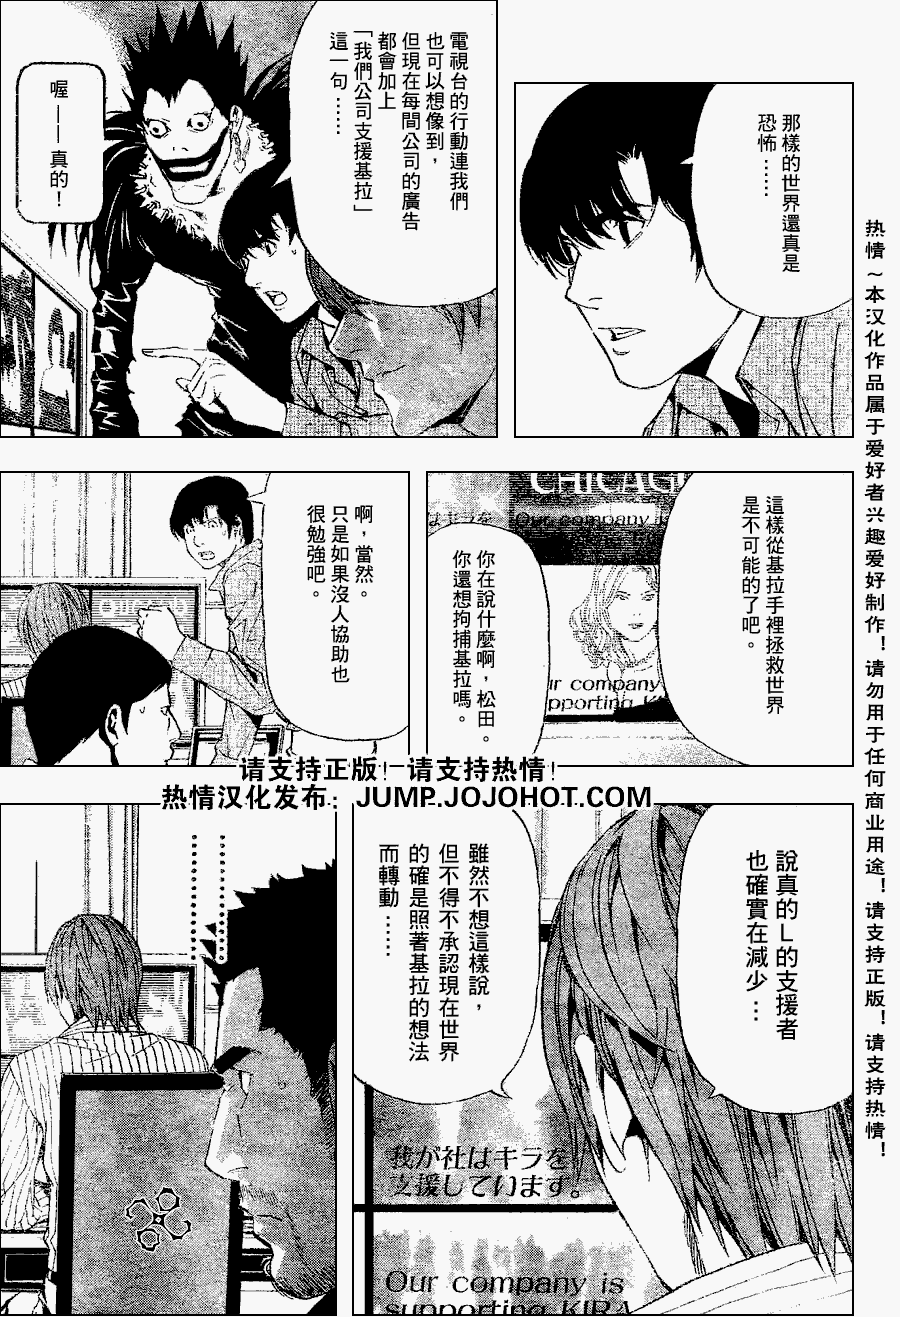 那樣的世界還真是
恐怖……
電視台的行動連我們
也可以想像到，
但現在每間公司的廣告
都會加上
「我們公司支援基拉」
這一句……
喔——真的！
這樣從基拉手裡拯救世界
是不可能的了吧。
CHICAG
はキラを
Our company i
你在說什麼啊，松田。
你還想拘捕基拉嗎。
ur company
upporting KI
啊，當然。
只是如果沒人協助也
很勉強吧。
CHICAG
请支持正版！请支持热情！
热情汉化发布：JUMP.JOJOHOT.COM
說真的L的支援者
也確實在減少…
雖然不想這樣說，
但不得不承認現在世界
的確是照著基拉的想法
而轉動……
我が社はキラを
支援しています。
Our company is
supporting KIRA
…………
热情～本汉化作品属于爱好者兴趣爱好制作！请勿用于任何商业用途！请支持正版！请支持热情！